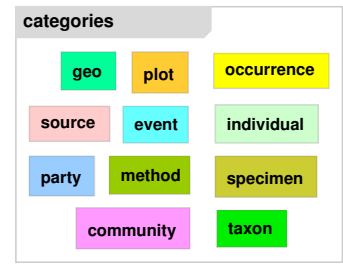 categories
geo
plot
occurrence
source
event
individual
party
method
specimen
community
taxon